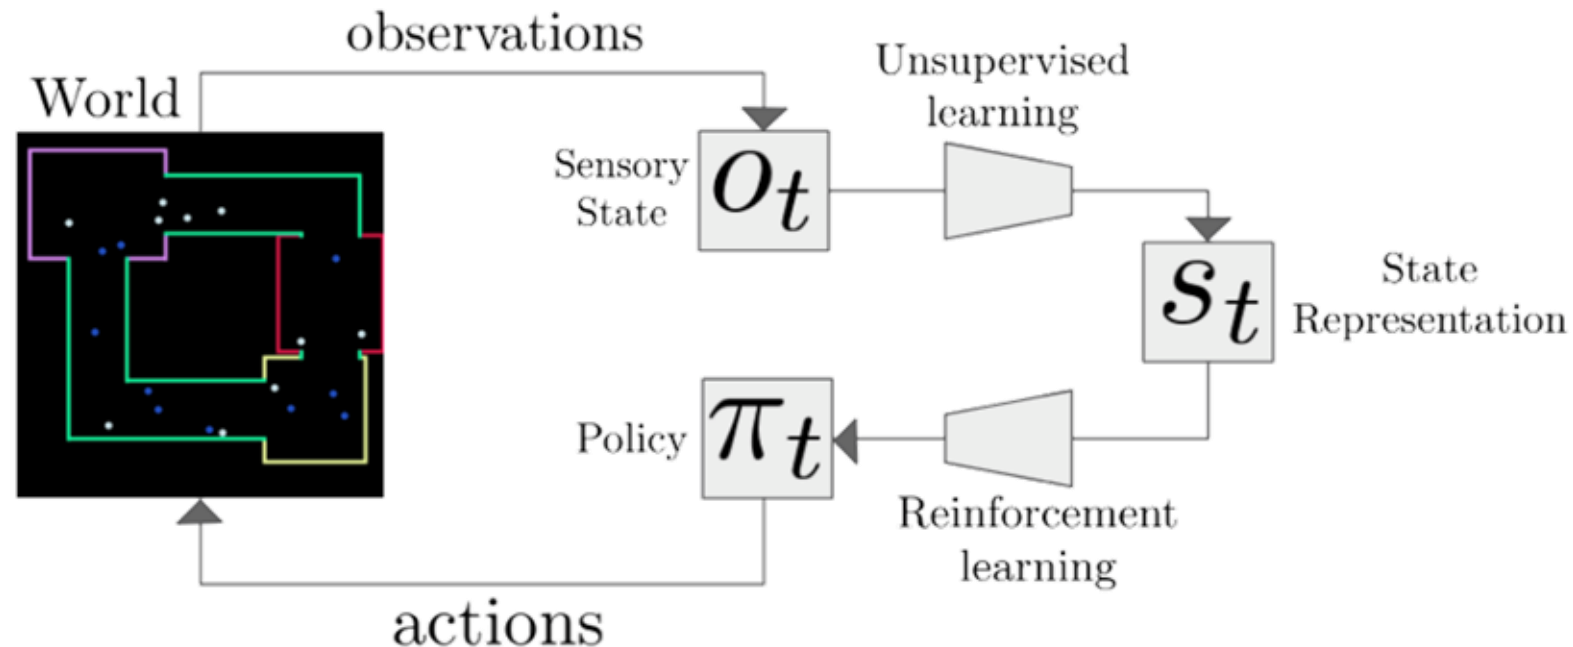 observations
World
Unsupervised
learning
Sensory
State
o_t
s_t
State
Representation
Policy
π_t
Reinforcement
learning
actions